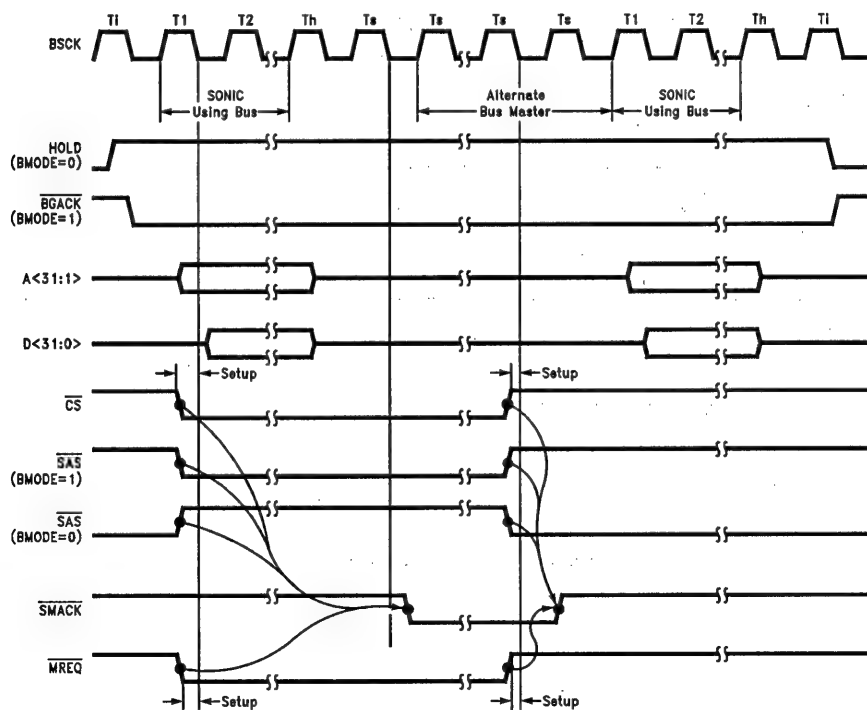 Ti T1 T2 Th Ts Ts Ts Ts T1 T2 Th Ti
BSCK
SONIC
Using Bus
Alternate
Bus Master
SONIC
Using Bus
HOLD
(BMODE=0)
BGACK
(BMODE=1)
A<31:1>
D<31:0>
Setup
Setup
CS
SAS
(BMODE=1)
SAS
(BMODE=0)
SMACK
MREQ
Setup
Setup